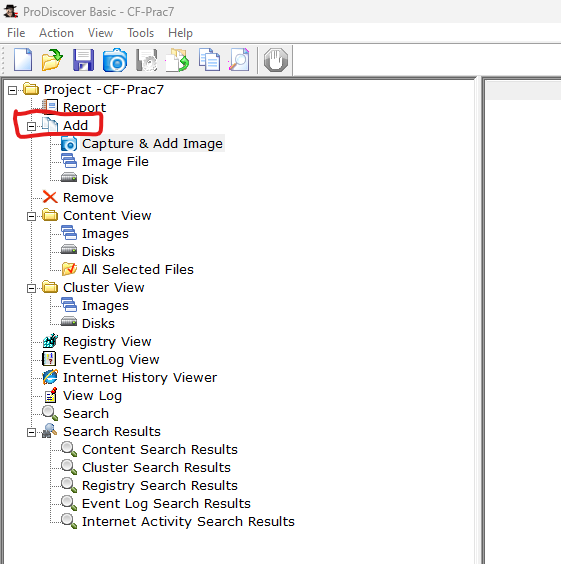 ProDiscover Basic - CF-Prac7
File Action View Tools Help
Project -CF-Prac7
Report
Add
Capture & Add Image
Image File
Disk
Remove
Content View
Images
Disks
All Selected Files
Cluster View
Images
Disks
Registry View
EventLog View
Internet History Viewer
View Log
Search
Search Results
Content Search Results
Cluster Search Results
Registry Search Results
Event Log Search Results
Internet Activity Search Results